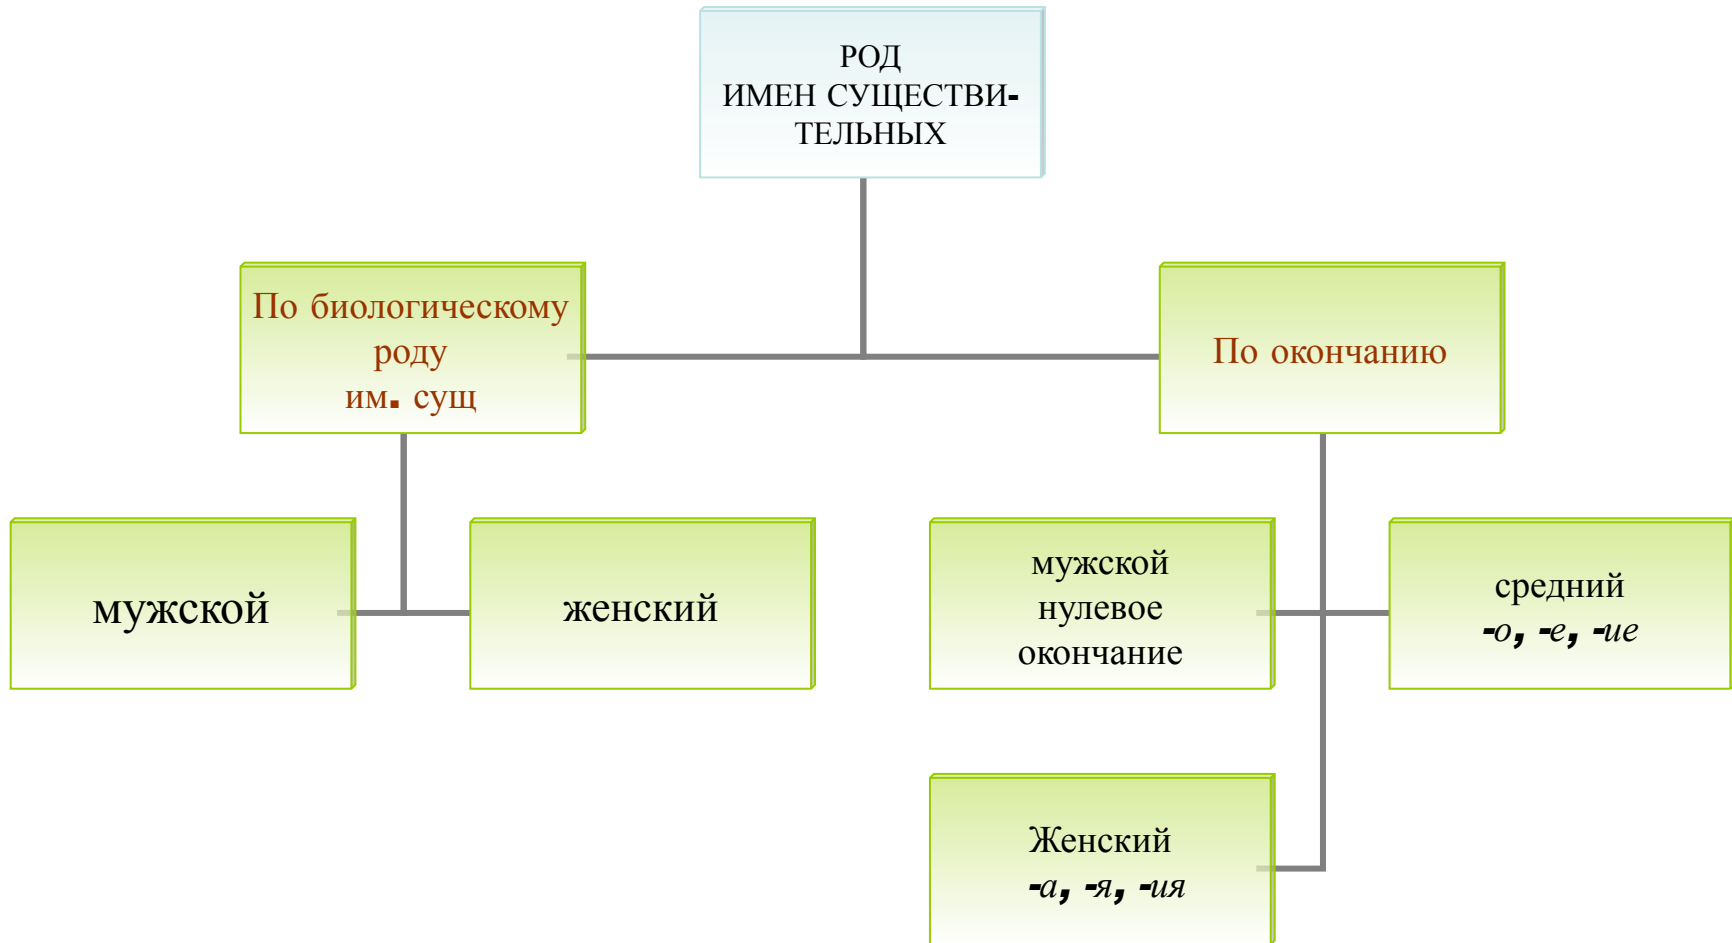 РОД
ИМЕН СУЩЕСТВИ-
ТЕЛЬНЫХ
По биологическому
роду
им. сущ
По окончанию
мужской
женский
мужской
нулевое
окончание
средний
-о, -е, -ие
Женский
-а, -я, -ия